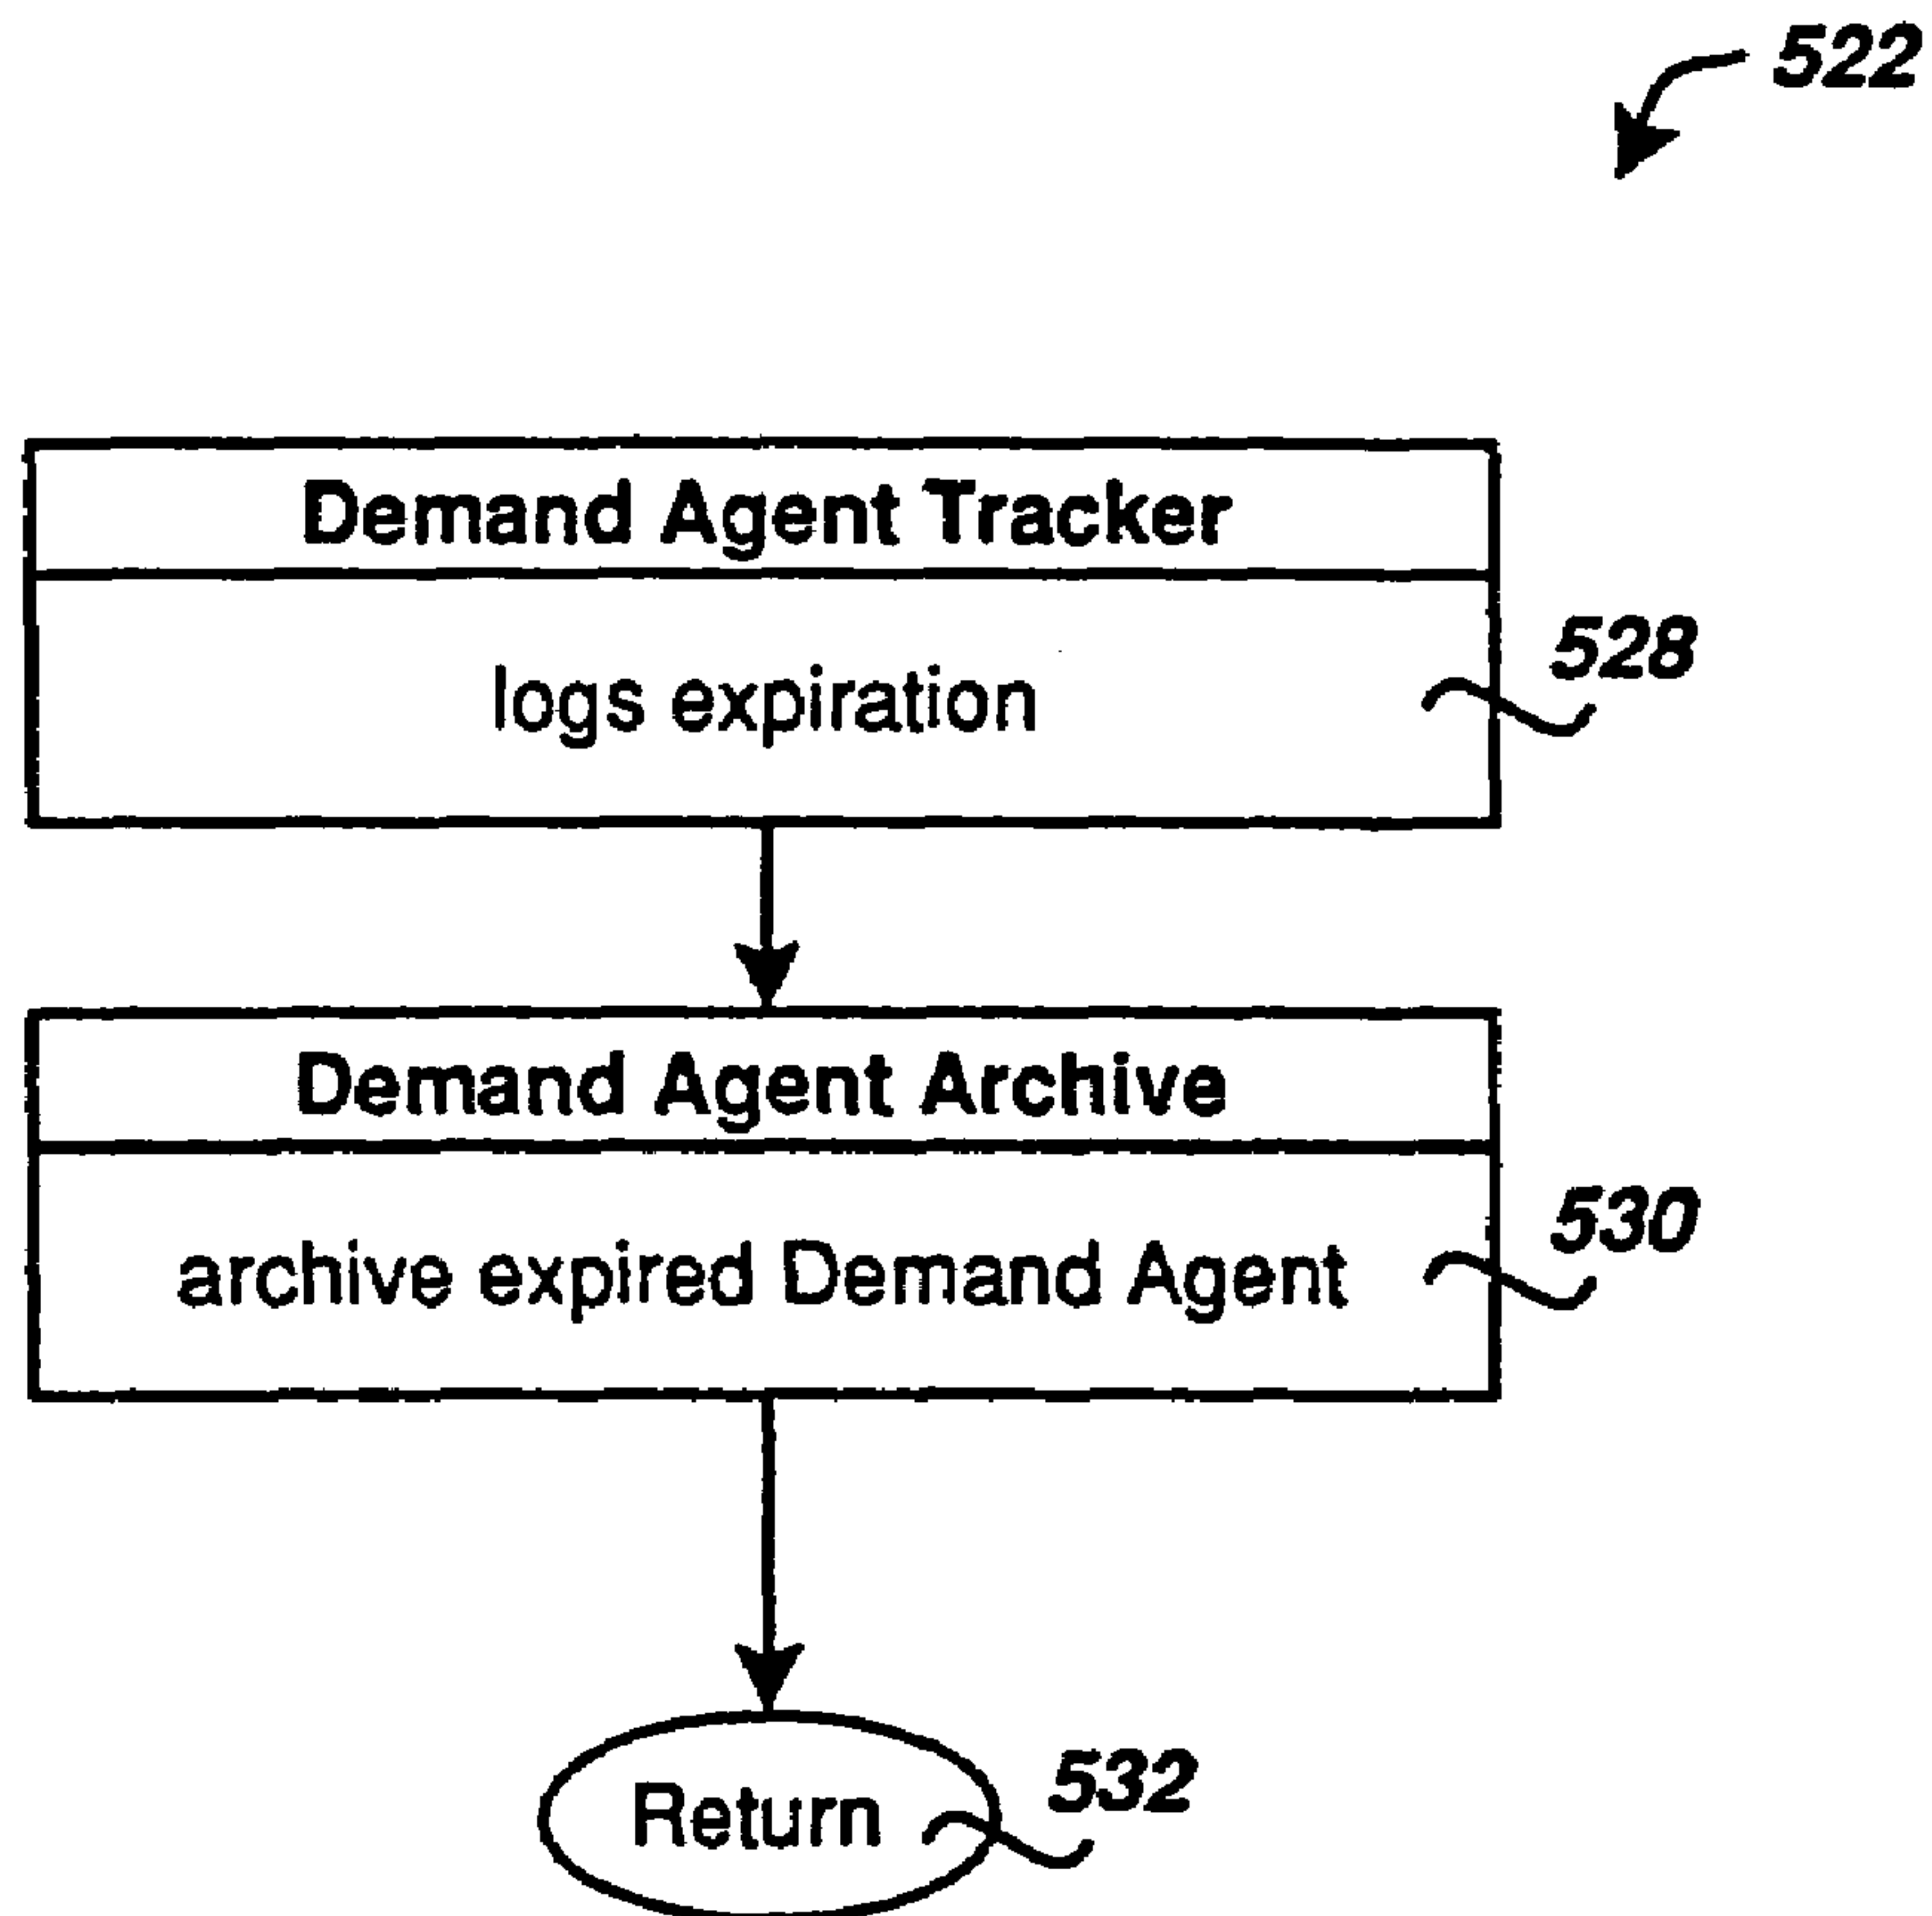 522
Demand Agent Tracker
logs expiration
528
Demand Agent Archive
archive expired Demand Agent
530
Return
532